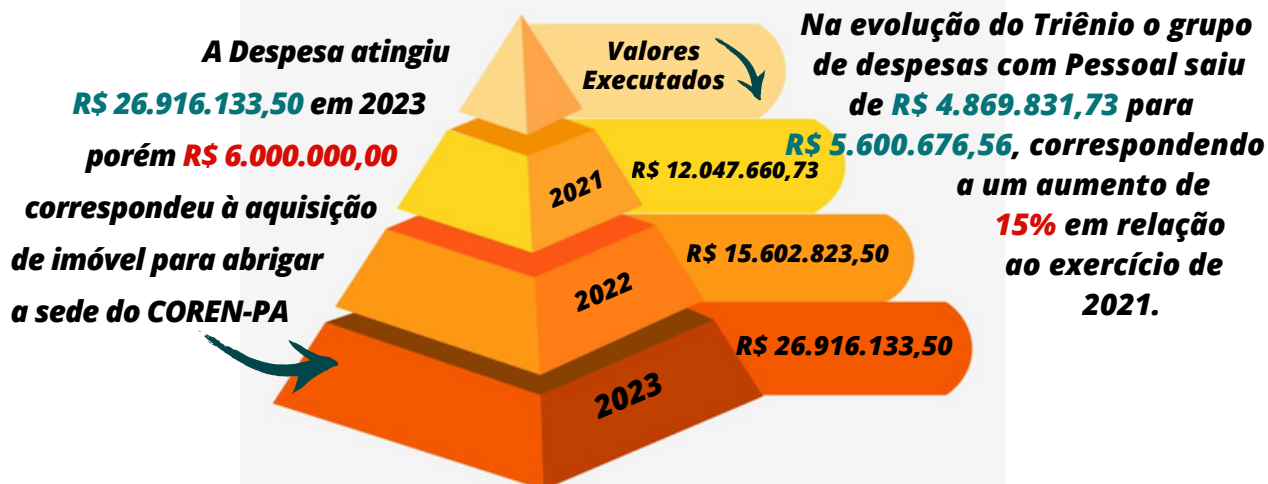 A Despesa atingiu
R$ 26.916.133,50 em 2023
porém R$ 6.000.000,00
correspondeu à aquisição
de imóvel para abrigar
a sede do COREN-PA
Valores
Executados
2021
R$ 12.047.660,73
2022
R$ 15.602.823,50
2023
R$ 26.916.133,50
Na evolução do Triênio o grupo
de despesas com Pessoal saiu
de R$ 4.869.831,73 para
R$ 5.600.676,56, correspondendo
a um aumento de
15% em relação
ao exercício de
2021.